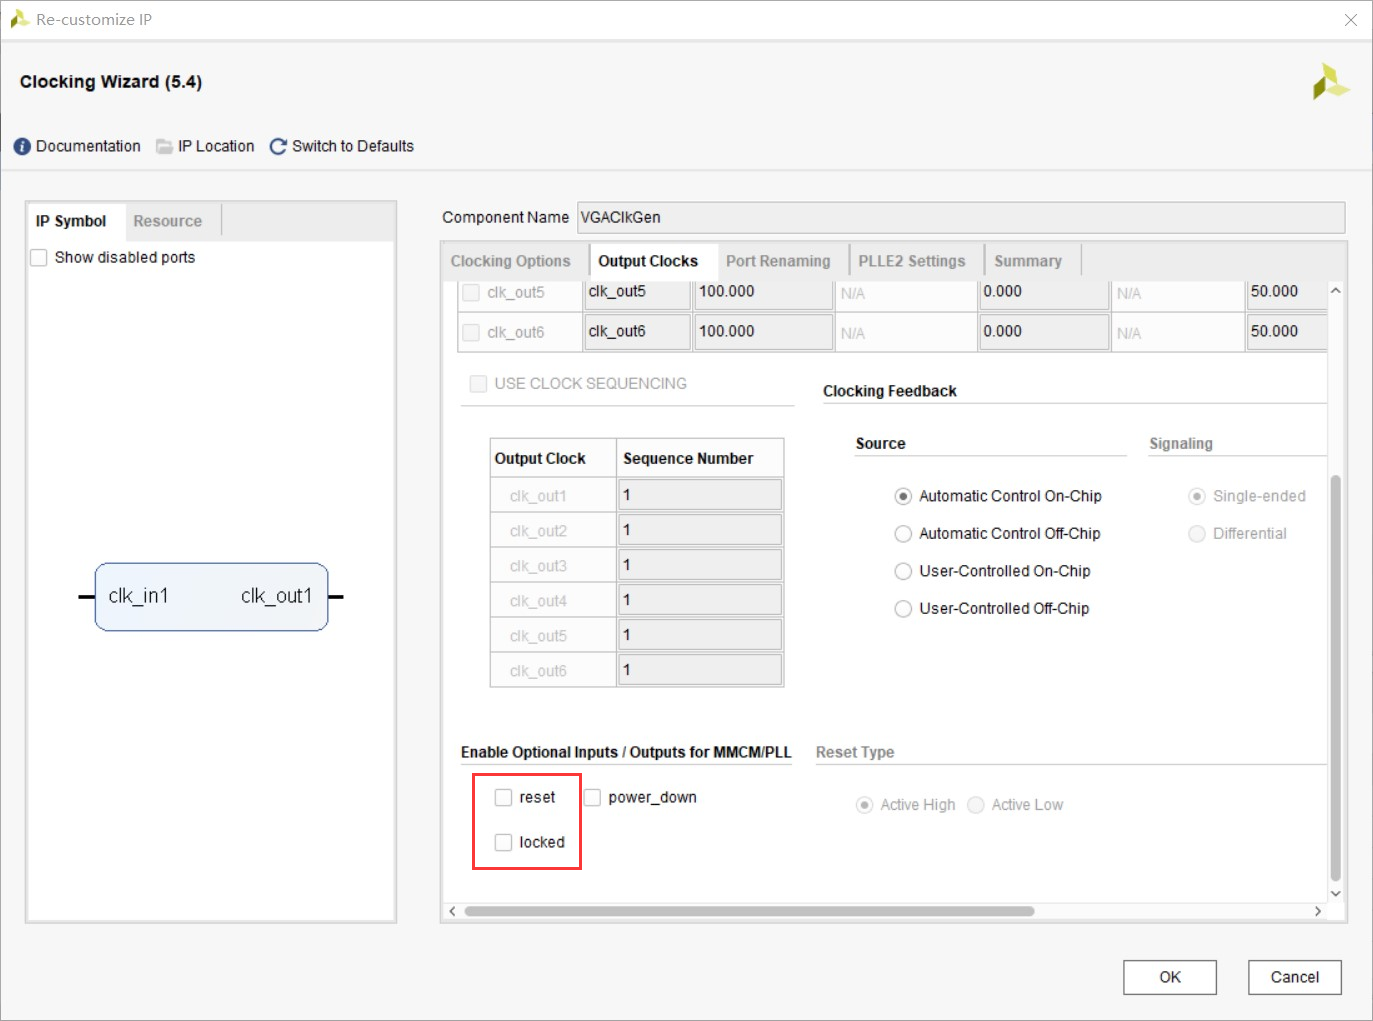 Re-customize IP
Clocking Wizard (5.4)
Documentation IP Location Switch to Defaults
IP Symbol Resource
Show disabled ports
clk_in1 clk_out1
Component Name VGAClkGen
Clocking Options Output Clocks Port Renaming PLLE2 Settings Summary
clk_out5 clk_out5 100.000 N/A 0.000 N/A 50.000
clk_out6 clk_out6 100.000 N/A 0.000 N/A 50.000
USE CLOCK SEQUENCING
Output Clock Sequence Number
clk_out1 1
clk_out2 1
clk_out3 1
clk_out4 1
clk_out5 1
clk_out6 1
Clocking Feedback
Source Signaling
Automatic Control On-Chip Single-ended
Automatic Control Off-Chip Differential
User-Controlled On-Chip
User-Controlled Off-Chip
Enable Optional Inputs / Outputs for MMCM/PLL Reset Type
reset power_down Active High Active Low
locked
OK Cancel